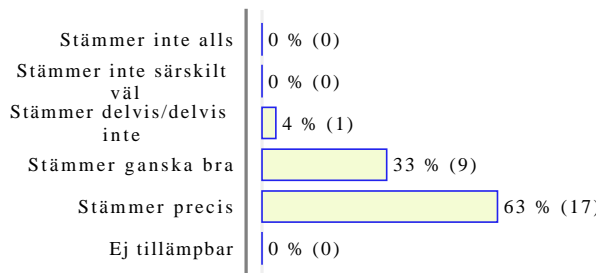 Stämmer inte alls 0 % (0)
Stämmer inte särskilt
väl 0 % (0)
Stämmer delvis/delvis
inte 4 % (1)
Stämmer ganska bra 33 % (9)
Stämmer precis 63 % (17)
Ej tillämpbar 0 % (0)